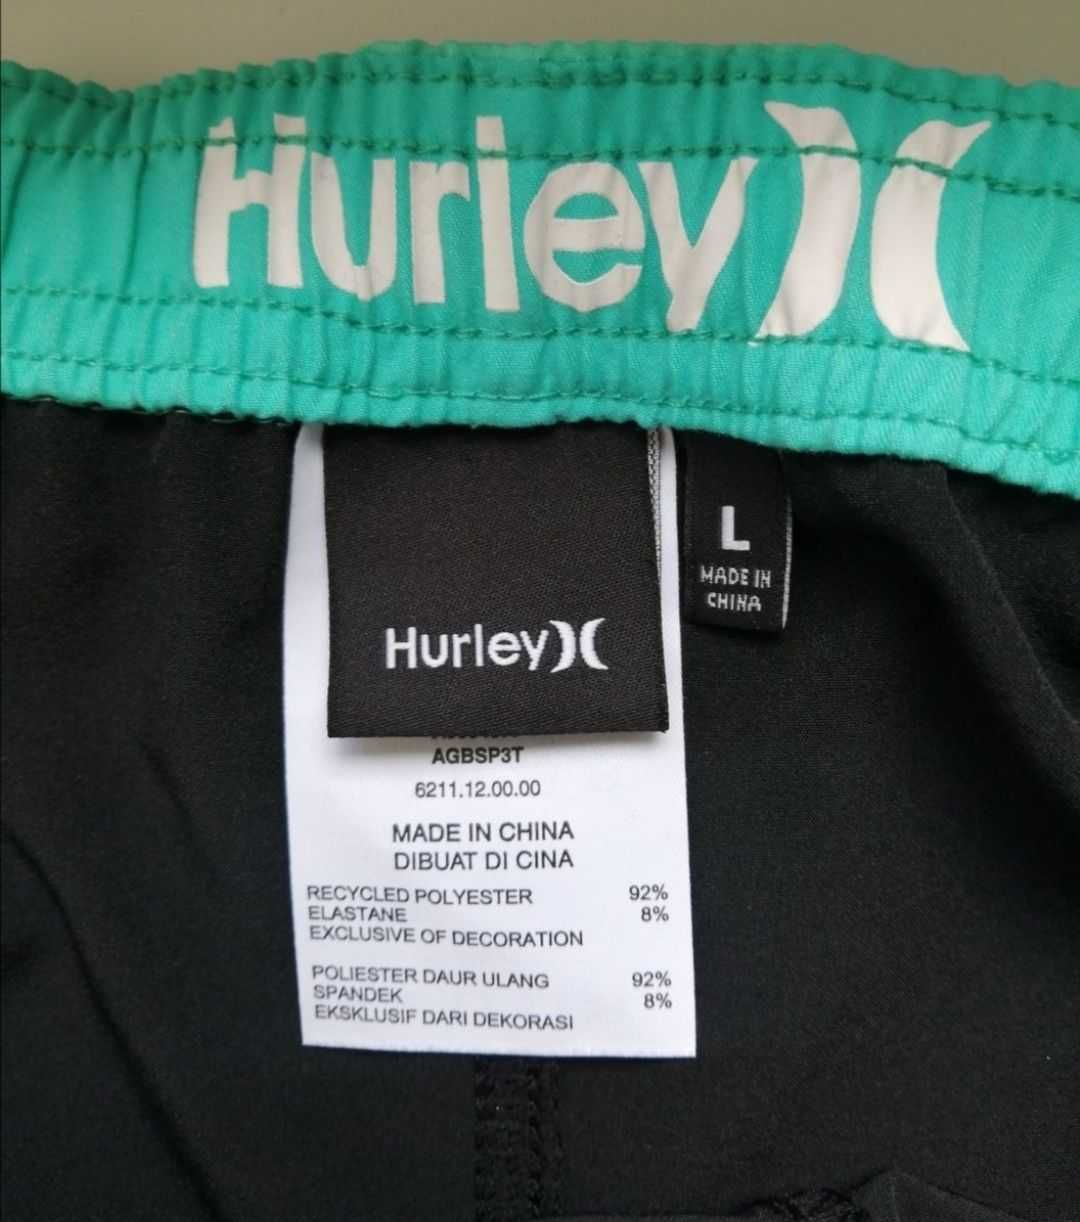 Hurley
L
MADE IN
CHINA
Hurley
AGBSP3T
6211.12.00.00
MADE IN CHINA
DIBUAT DI CINA
RECYCLED POLYESTER 92%
ELASTANE 8%
EXCLUSIVE OF DECORATION
POLIESTER DAUR ULANG 92%
SPANDEK 8%
EKSKLUSIF DARI DEKORASI